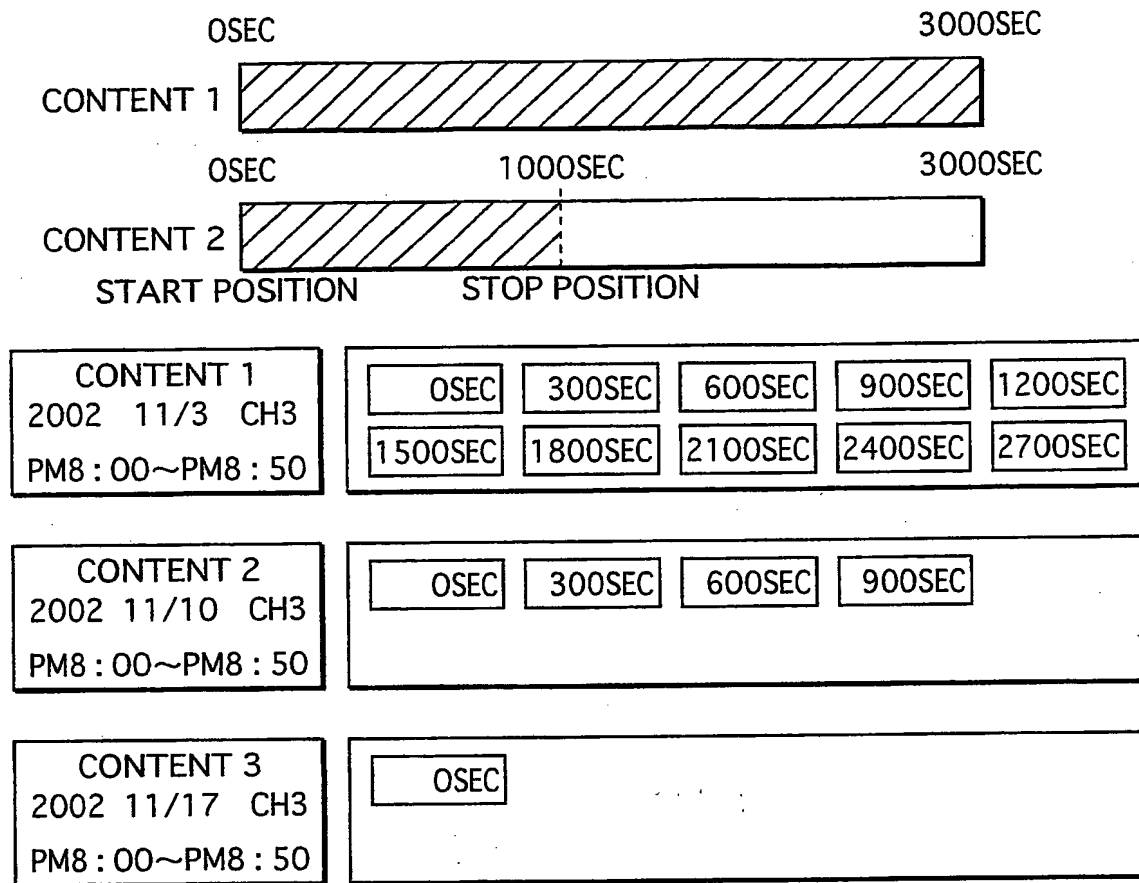 0SEC 3000SEC
CONTENT 1
0SEC 1000SEC 3000SEC
CONTENT 2
START POSITION STOP POSITION
CONTENT 1
2002 11/3 CH3
PM8:00~PM8:50
0SEC 300SEC 600SEC 900SEC 1200SEC
1500SEC 1800SEC 2100SEC 2400SEC 2700SEC
CONTENT 2
2002 11/10 CH3
PM8:00~PM8:50
0SEC 300SEC 600SEC 900SEC
CONTENT 3
2002 11/17 CH3
PM8:00~PM8:50
0SEC